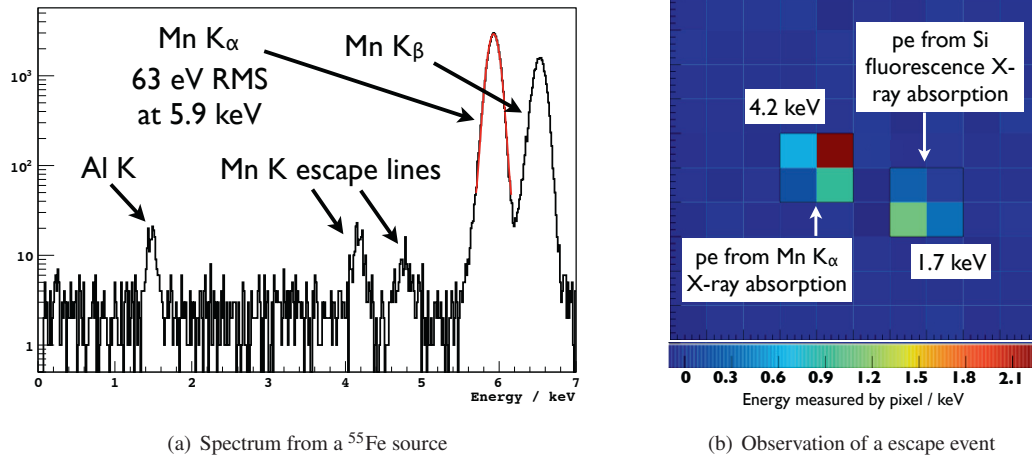 10³
10²
10
1
Mn Kα
63 eV RMS
at 5.9 keV
Mn Kβ
Al K
Mn K escape lines
0 1 2 3 4 5 6 7
Energy / keV
(a) Spectrum from a ⁵⁵Fe source
pe from Si
fluorescence X-
ray absorption
4.2 keV
pe from Mn Kα
X-ray absorption
1.7 keV
0 0.3 0.6 0.9 1.2 1.5 1.8 2.1
Energy measured by pixel / keV
(b) Observation of a escape event